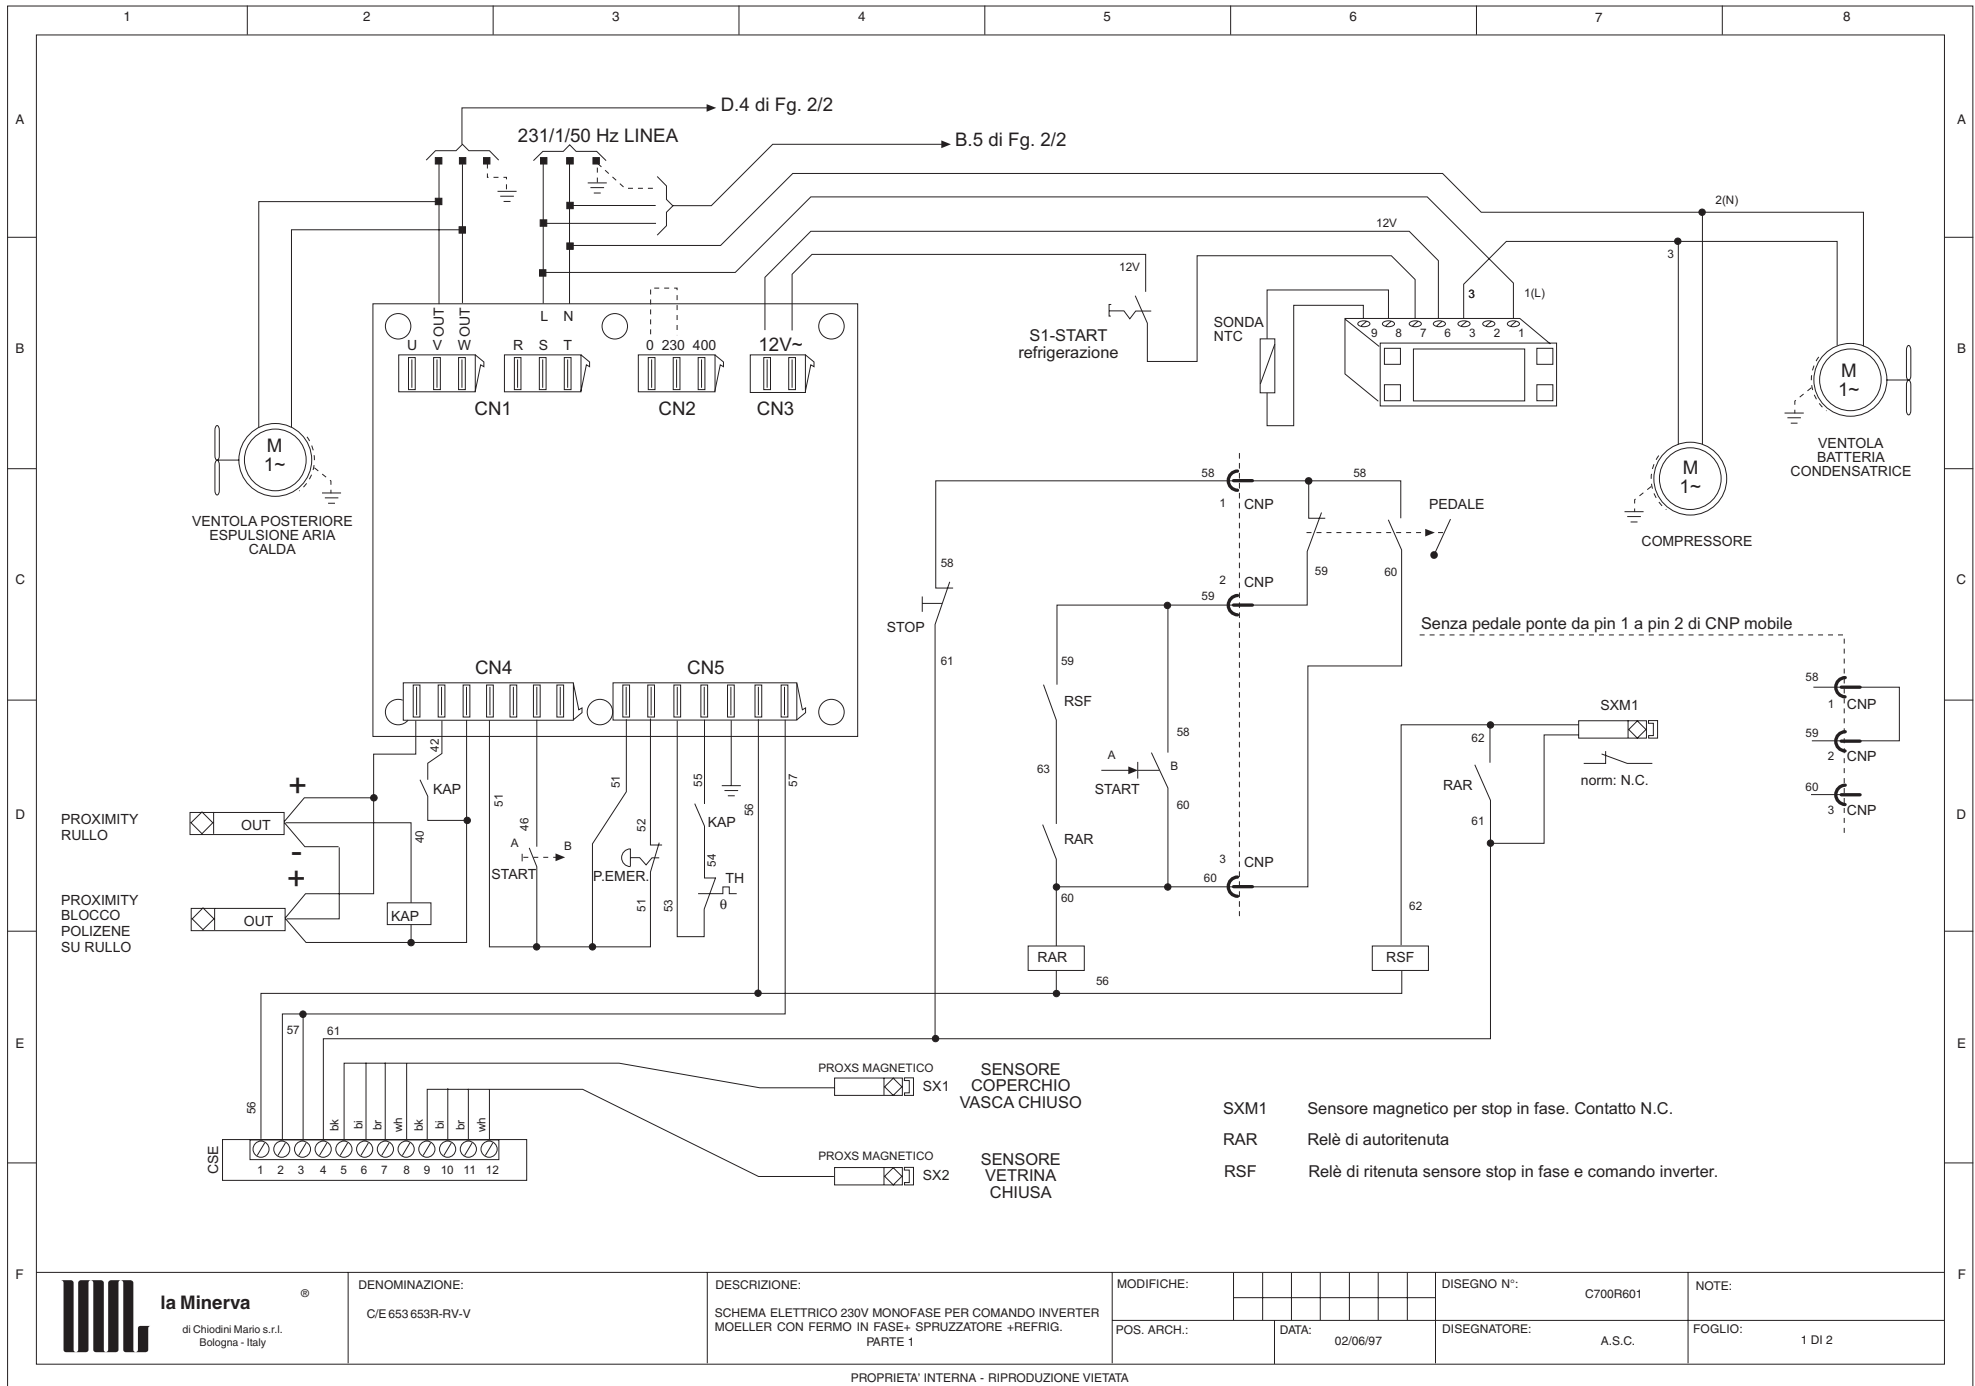 1 2 3 4 5 6 7 8
A
A
D.4 di Fg. 2/2
231/1/50 Hz LINEA
B.5 di Fg. 2/2
2(N)
12V
3
12V
3
1(L)
B
B
OUT OUT
L N
U V W
R S T
0 230 400
12V~
CN1
CN2
CN3
S1-START
refrigerazione
SONDA
NTC
9 8 7 6 3 2 1
M
1~
VENTOLA
BATTERIA
CONDENSATRICE
M
1~
VENTOLA POSTERIORE
ESPULSIONE ARIA
CALDA
M
1~
COMPRESSORE
58
1 CNP
58
PEDALE
C
C
58
STOP
61
2 CNP
59
59
60
Senza pedale ponte da pin 1 a pin 2 di CNP mobile
CN4
CN5
59
RSF
58
63
A
B
START
60
RAR
3 CNP
60
60
SXM1
62
RAR
norm: N.C.
61
62
58
1 CNP
59
2 CNP
60
3 CNP
D
D
PROXIMITY
RULLO
OUT
+
-
+
PROXIMITY
BLOCCO
POLIZENE
SU RULLO
OUT
42
KAP
40
KAP
51
46
A
B
START
51
52
P.EMER.
51
53
55
KAP
54
TH
θ
56
57
RAR
RSF
56
E
E
57
61
56
bk bi br wh bk bi br wh
CSE
1 2 3 4 5 6 7 8 9 10 11 12
PROXS MAGNETICO
SX1
SENSORE
COPERCHIO
VASCA CHIUSO
PROXS MAGNETICO
SX2
SENSORE
VETRINA
CHIUSA
SXM1 Sensore magnetico per stop in fase. Contatto N.C.
RAR Relè di autoritenuta
RSF Relè di ritenuta sensore stop in fase e comando inverter.
F
F
la Minerva ®
di Chiodini Mario s.r.l.
Bologna - Italy
DENOMINAZIONE:
C/E 653 653R-RV-V
DESCRIZIONE:
SCHEMA ELETTRICO 230V MONOFASE PER COMANDO INVERTER
MOELLER CON FERMO IN FASE+ SPRUZZATORE +REFRIG.
PARTE 1
MODIFICHE:
POS. ARCH.:
DATA:
02/06/97
DISEGNO N°:
C700R601
DISEGNATORE:
A.S.C.
NOTE:
FOGLIO:
1 DI 2
PROPRIETA' INTERNA - RIPRODUZIONE VIETATA